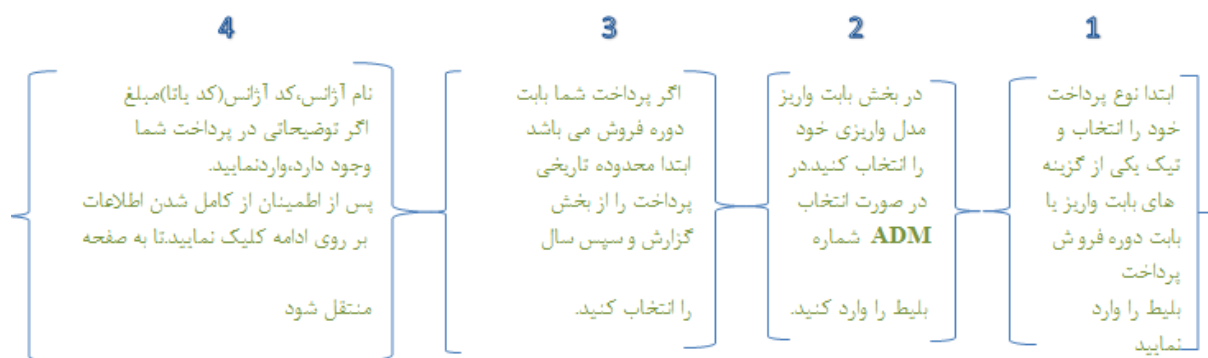 1
ابتدا نوع پرداخت
خود را انتخاب و
تیک یکی از گزینه
های بابت واریز یا
بابت دوره فروش
پرداخت
بلیط را وارد
نمایید
2
در بخش بابت واریز
مدل واریزی خود
را انتخاب کنید.در
در صورت انتخاب
ADM شماره
بلیط را وارد کنید.
3
اگر پرداخت شما بابت
دوره فروش می باشد
ابتدا محدوده تاریخی
پرداخت را از بخش
گزارش و سپس سال
را انتخاب کنید.
4
نام آژانس،کد آژانس(کد یاتا)مبلغ
اگر توضیحاتی در پرداخت شما
وجود دارد،واردنمایید.
پس از اطمینان از کامل شدن اطلاعات
بر روی ادامه کلیک نمایید.تا به صفحه
منتقل شود